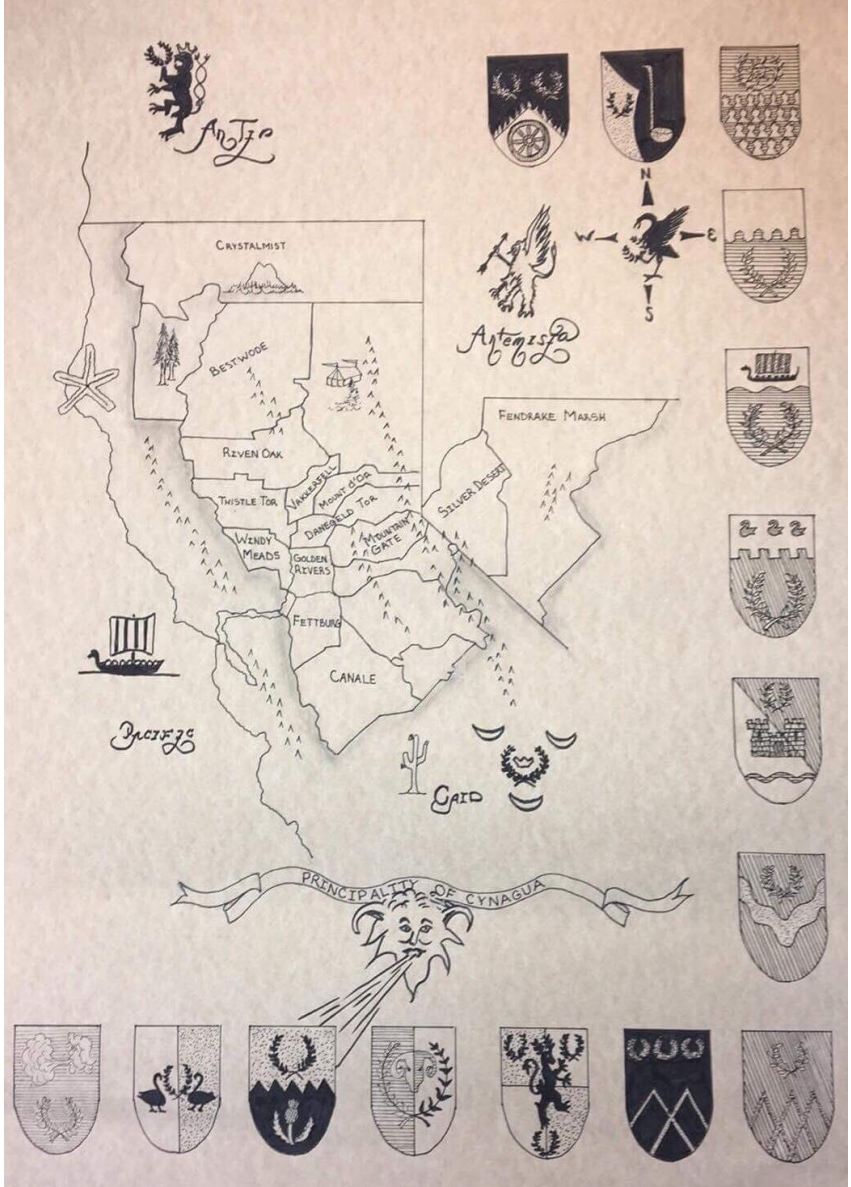 AnTir
N
W
E
S
Artemisia
CRYSTALMIST
BESTWODE
FENDRAKE MARSH
RIVEN OAK
SILVER DESERT
THISTLE TOR
VAKKERFJELL
MOUNT d'OR
DANEGELD TOR
WINDY
MEADS
GOLDEN
RIVERS
MOUNTAIN
GATE
FETTBURG
CANALE
Pacific
CAID
PRINCIPALITY OF CYNAGUA